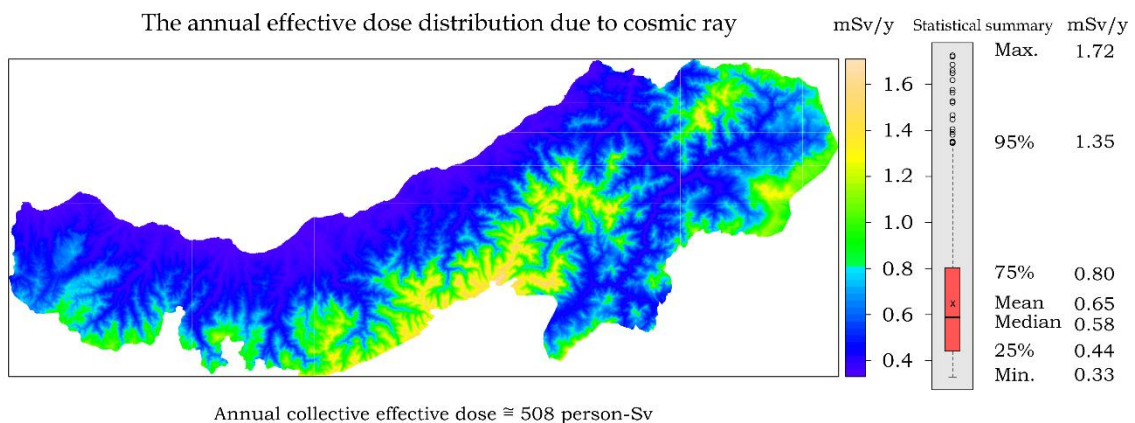 The annual effective dose distribution due to cosmic ray
mSv/y Statistical summary mSv/y
Max. 1.72
1.6
1.4
95% 1.35
1.2
1.0
0.8
75% 0.80
Mean 0.65
0.6
Median 0.58
25% 0.44
0.4
Min. 0.33
x
Annual collective effective dose ≅ 508 person-Sv